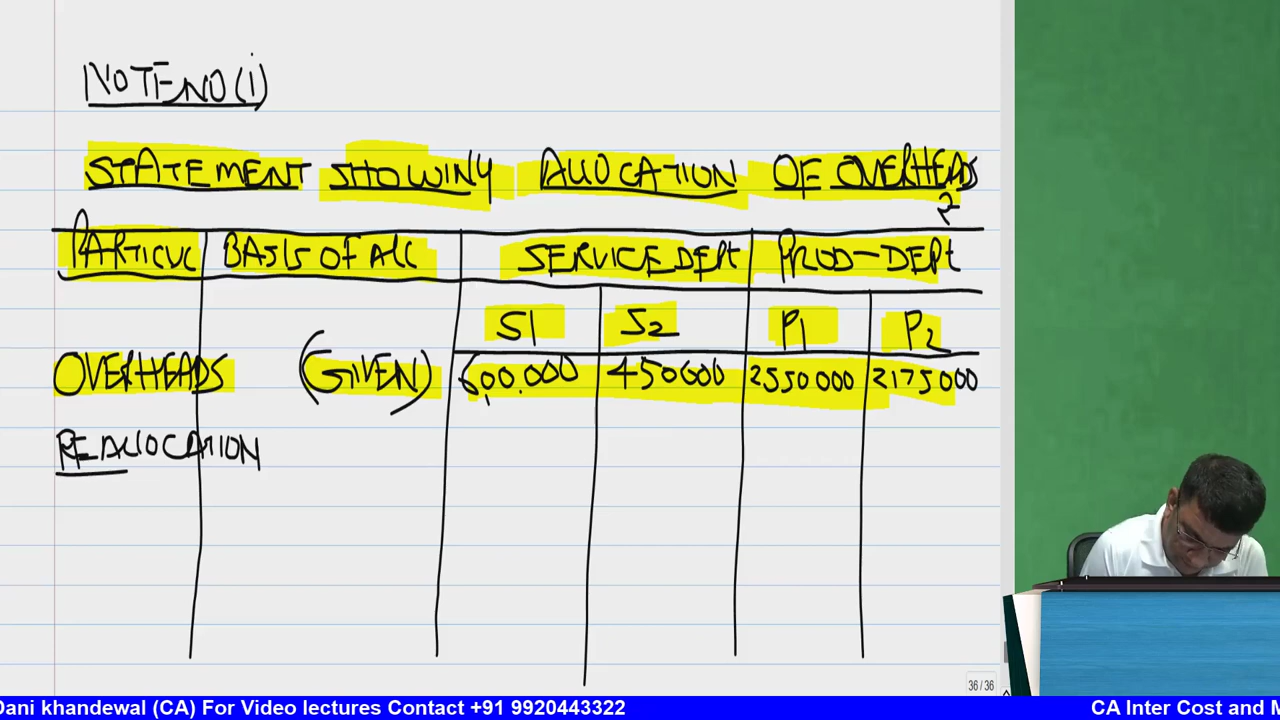 NOTE NO (i)
STATEMENT SHOWING ALLOCATION OF OVERHEADS
₹
PARTICUL BASIS OF ALL SERVICE DEPT PROD-DEPT
S1 S2 P1 P2
OVERHEADS (GIVEN) 6,00,000 450000 2550000 2175000
REALLOCATION
36 / 36
Dani khandewal (CA) For Video lectures Contact +91 9920443322 CA Inter Cost and M